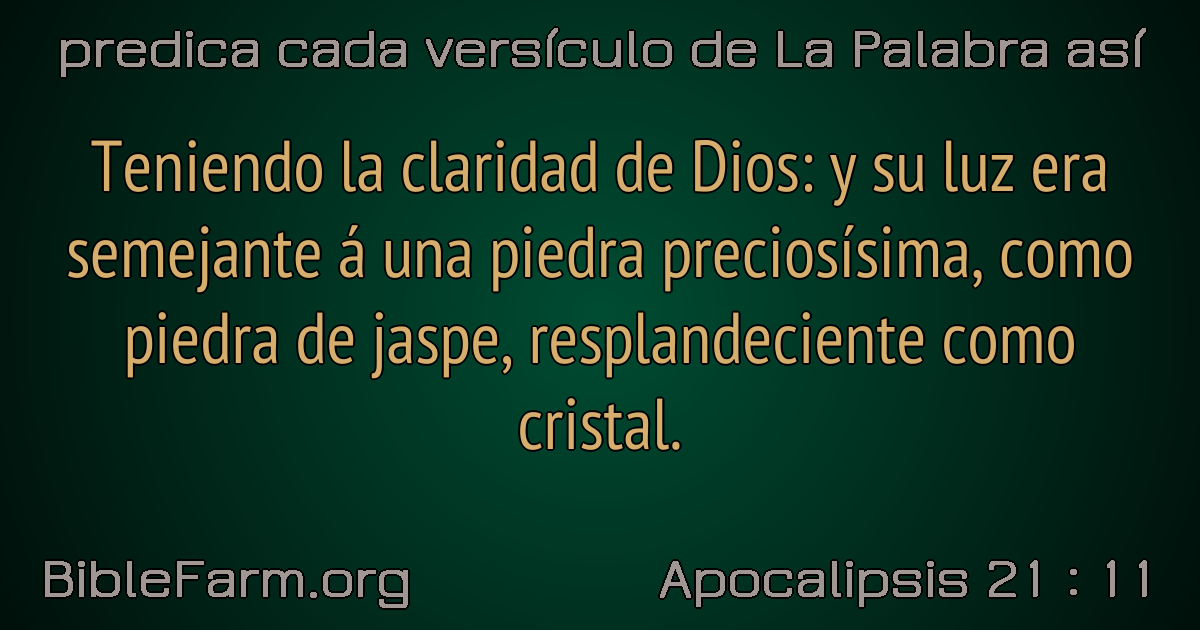 predica cada versículo de La Palabra así
Teniendo la claridad de Dios: y su luz era
semejante á una piedra preciosísima, como
piedra de jaspe, resplandeciente como
cristal.
BibleFarm.org
Apocalipsis 21 : 11